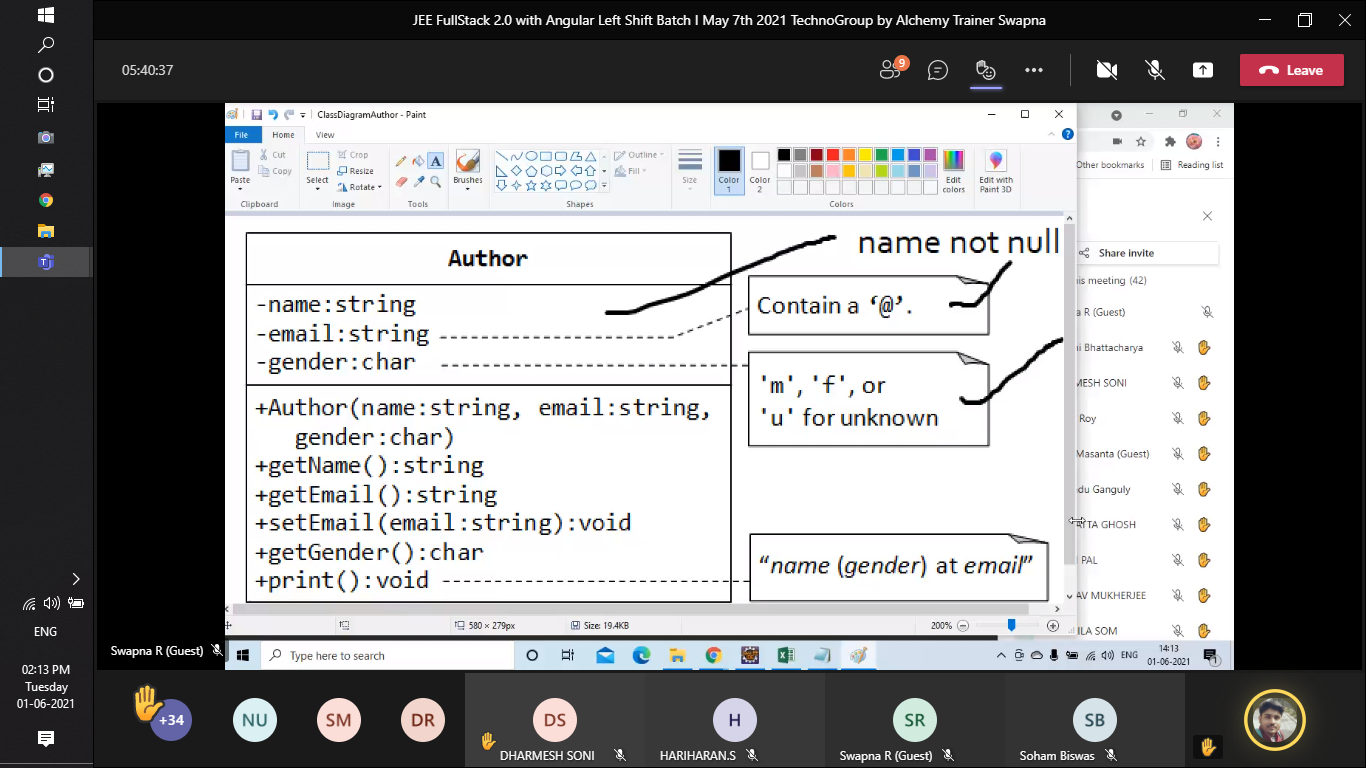 JEE FullStack 2.0 with Angular Left Shift Batch I May 7th 2021 TechnoGroup by Alchemy Trainer Swapna
05:40:37
9
Leave
ClassDiagramAuthor - Paint
File
Home
View
Paste
Cut
Copy
Clipboard
Select
Crop
Resize
Rotate
Image
A
Tools
Brushes
Shapes
Outline
Fill
Size
Color 1
Color 2
Colors
Edit colors
Edit with Paint 3D
Other bookmarks
Reading list
Author
-name:string
-email:string
-gender:char
+Author(name:string, email:string,
gender:char)
+getName():string
+getEmail():string
+setEmail(email:string):void
+getGender():char
+print():void
name not null
Contain a ‘@’.
'm', 'f', or
'u' for unknown
“name (gender) at email”
580 × 279px
Size: 19.4KB
200%
Share invite
is meeting (42)
a R (Guest)
ni Bhattacharya
MESH SONI
Roy
Masanta (Guest)
du Ganguly
TTA GHOSH
PAL
AV MUKHERJEE
ILA SOM
Swapna R (Guest)
Type here to search
ENG
14:13
01-06-2021
1
ENG
02:13 PM
Tuesday
01-06-2021
+34
NU
SM
DR
DS
DHARMESH SONI
H
HARIHARAN.S
SR
Swapna R (Guest)
SB
Soham Biswas